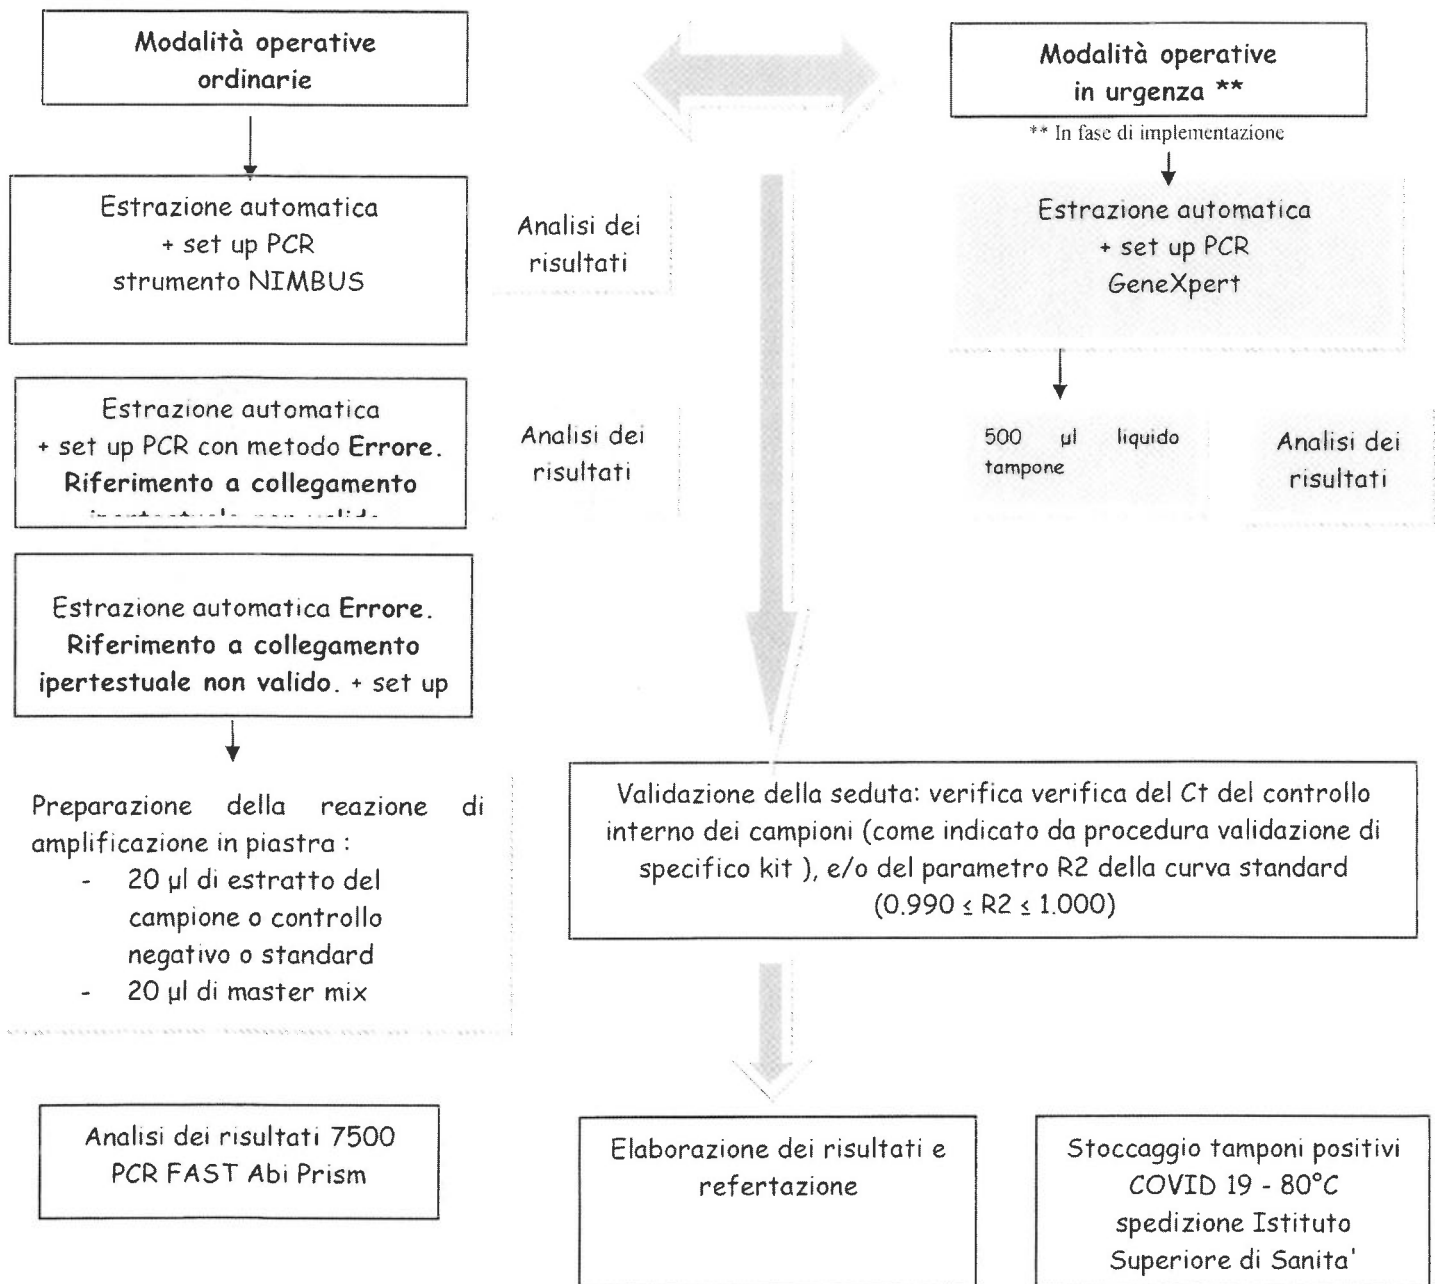 Modalità operative
ordinarie
Modalità operative
in urgenza **
** In fase di implementazione
Estrazione automatica
+ set up PCR
strumento NIMBUS
Analisi dei
risultati
Estrazione automatica
+ set up PCR
GeneXpert
Estrazione automatica
+ set up PCR con metodo Errore.
Riferimento a collegamento
Analisi dei
risultati
500 µl liquido
tampone
Analisi dei
risultati
Estrazione automatica Errore.
Riferimento a collegamento
ipertestuale non valido. + set up
Preparazione della reazione di
amplificazione in piastra :
- 20 µl di estratto del
campione o controllo
negativo o standard
- 20 µl di master mix
Validazione della seduta: verifica verifica del Ct del controllo
interno dei campioni (come indicato da procedura validazione di
specifico kit ), e/o del parametro R2 della curva standard
(0.990 ≤ R2 ≤ 1.000)
Analisi dei risultati 7500
PCR FAST Abi Prism
Elaborazione dei risultati e
refertazione
Stoccaggio tamponi positivi
COVID 19 - 80°C
spedizione Istituto
Superiore di Sanita'